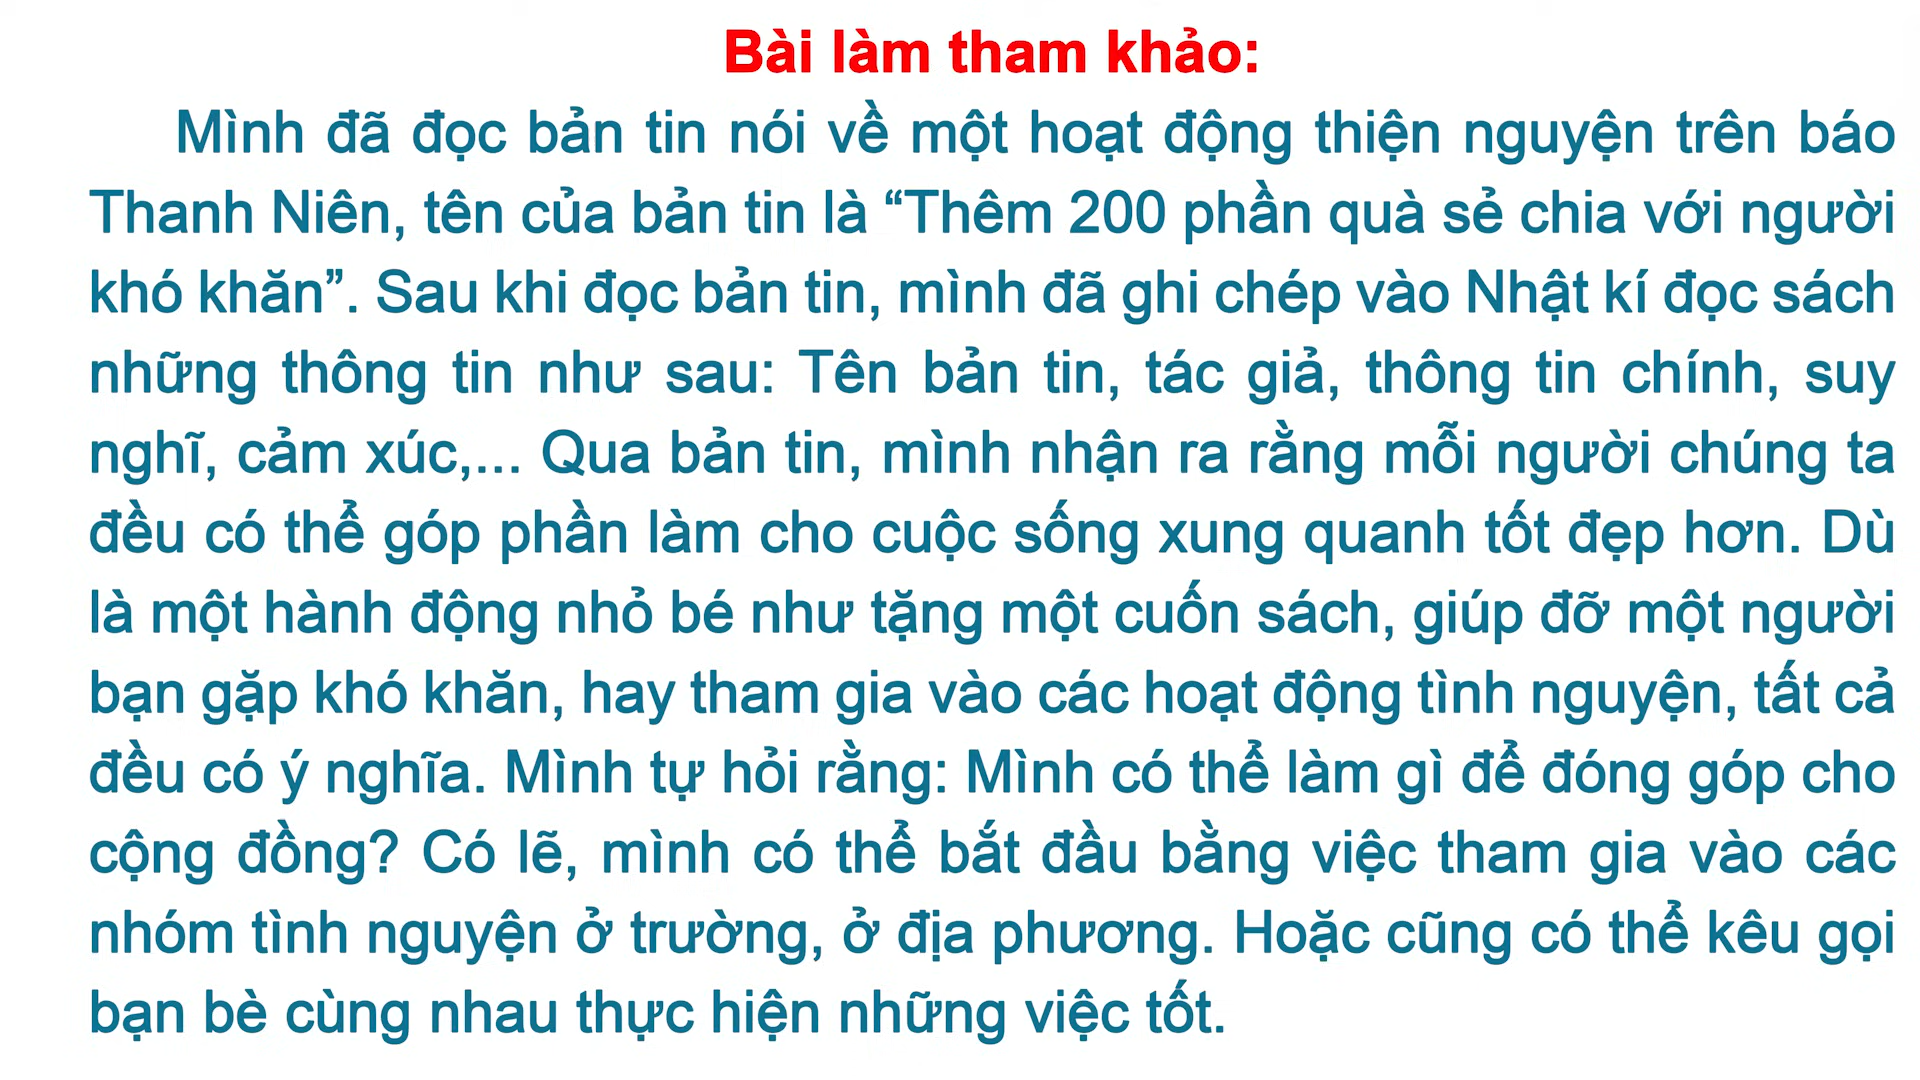 Bài làm tham khảo:
Mình đã đọc bản tin nói về một hoạt động thiện nguyện trên báo
Thanh Niên, tên của bản tin là “Thêm 200 phần quà sẻ chia với người
khó khăn”. Sau khi đọc bản tin, mình đã ghi chép vào Nhật kí đọc sách
những thông tin như sau: Tên bản tin, tác giả, thông tin chính, suy
nghĩ, cảm xúc,... Qua bản tin, mình nhận ra rằng mỗi người chúng ta
đều có thể góp phần làm cho cuộc sống xung quanh tốt đẹp hơn. Dù
là một hành động nhỏ bé như tặng một cuốn sách, giúp đỡ một người
bạn gặp khó khăn, hay tham gia vào các hoạt động tình nguyện, tất cả
đều có ý nghĩa. Mình tự hỏi rằng: Mình có thể làm gì để đóng góp cho
cộng đồng? Có lẽ, mình có thể bắt đầu bằng việc tham gia vào các
nhóm tình nguyện ở trường, ở địa phương. Hoặc cũng có thể kêu gọi
bạn bè cùng nhau thực hiện những việc tốt.